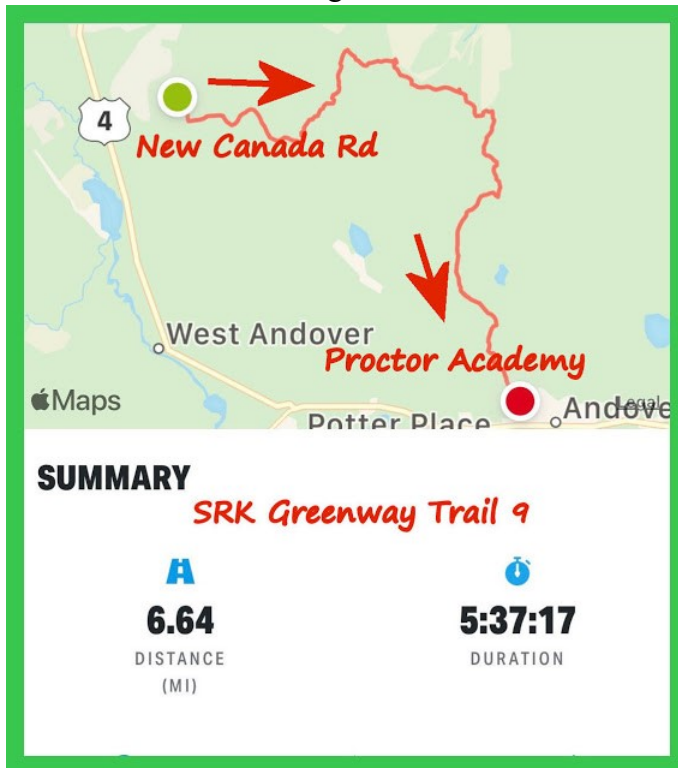 4
New Canada Rd
West Andover
Proctor Academy
Maps
Legal
Potter Place
Andove
SUMMARY
SRK Greenway Trail 9
6.64
5:37:17
DISTANCE
DURATION
(MI)